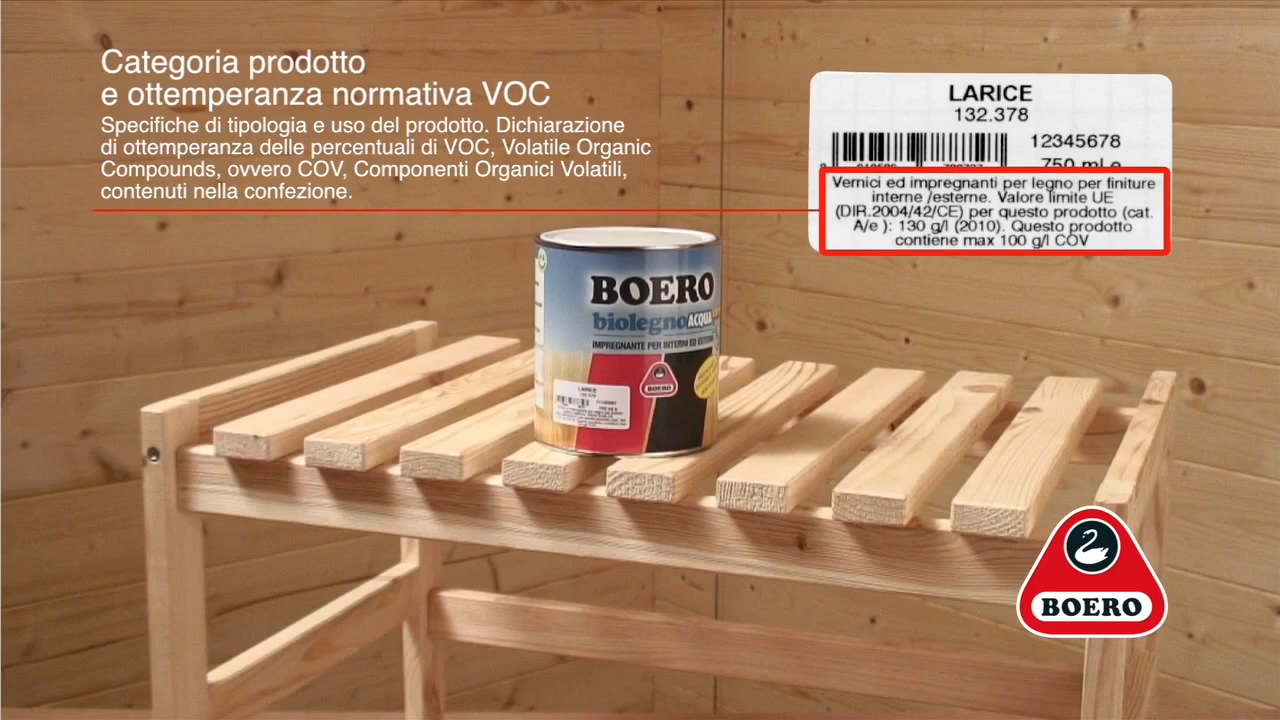 Categoria prodotto
e ottemperanza normativa VOC
Specifiche di tipologia e uso del prodotto. Dichiarazione
di ottemperanza delle percentuali di VOC, Volatile Organic
Compounds, ovvero COV, Componenti Organici Volatili,
contenuti nella confezione.
LARICE
132.378
12345678
750 ml e
Vernici ed impregnanti per legno per finiture
interne /esterne. Valore limite UE
(DIR.2004/42/CE) per questo prodotto (cat.
A/e ): 130 g/l (2010). Questo prodotto
contiene max 100 g/l COV
BOERO
biolegno ACQUA
IMPREGNANTE PER INTERNI ED ESTERNI
BOERO
LARICE
132.378
BOERO